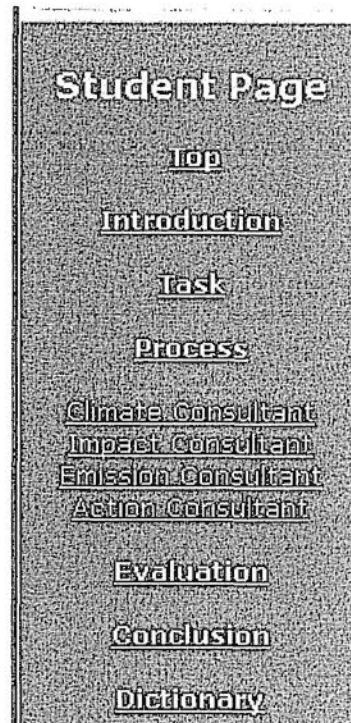 Student Page
Top
Introduction
Task
Process
Climate Consultant
Impact Consultant
Emission Consultant
Action Consultant
Evaluation
Conclusion
Dictionary